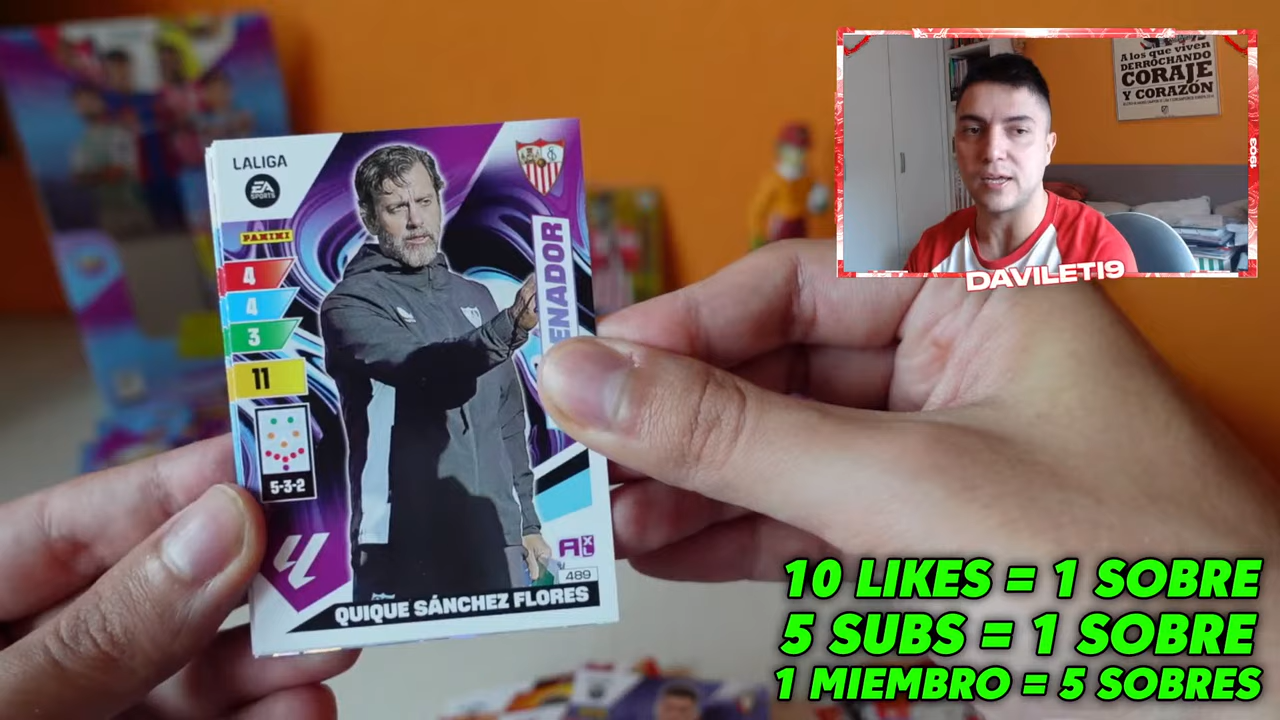 LALIGA
EA
SPORTS
PANINI
4
4
3
11
5-3-2
ENADOR
489
QUIQUE SÁNCHEZ FLORES
A los que viven
DERROCHANDO
CORAJE
Y CORAZÓN
1903
DAVILETI9
10 LIKES = 1 SOBRE
5 SUBS = 1 SOBRE
1 MIEMBRO = 5 SOBRES